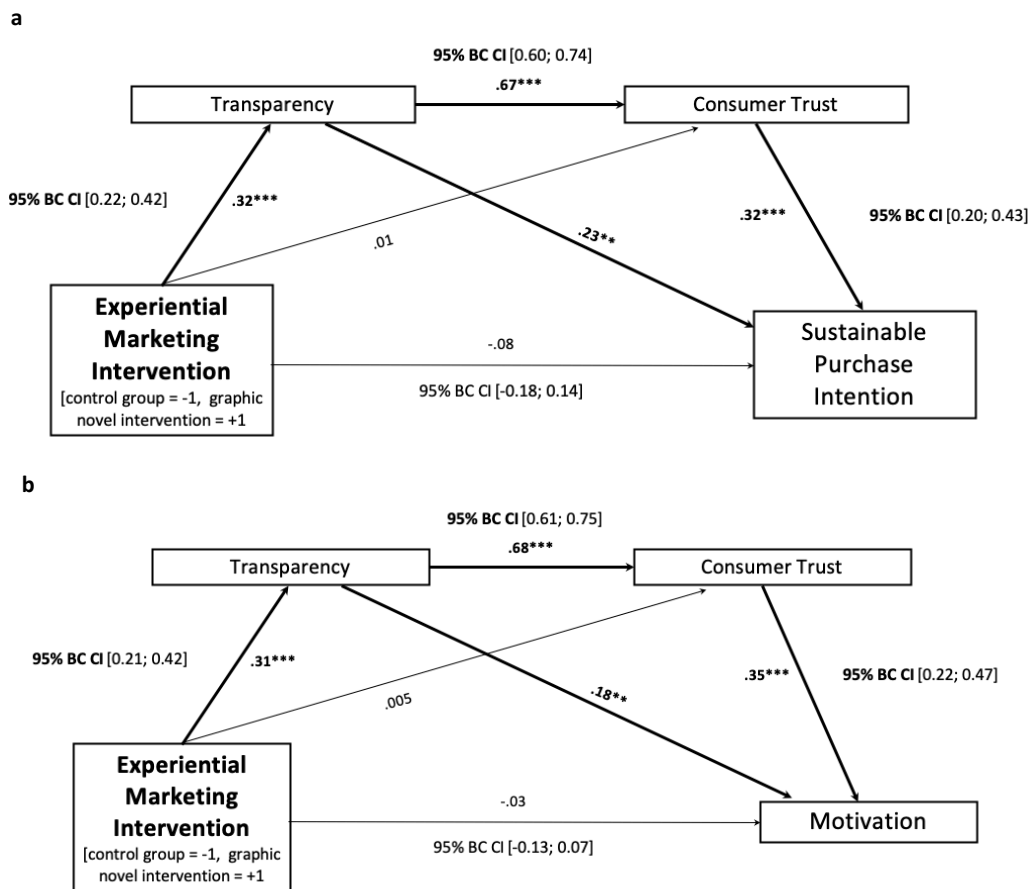 a
95% BC CI [0.60; 0.74]
.67***
Transparency
Consumer Trust
95% BC CI [0.22; 0.42]
.32***
.01
.23**
.32***
95% BC CI [0.20; 0.43]
Experiential
Marketing
Intervention
[control group = -1, graphic
novel intervention = +1
-.08
95% BC CI [-0.18; 0.14]
Sustainable
Purchase
Intention
b
95% BC CI [0.61; 0.75]
.68***
Transparency
Consumer Trust
95% BC CI [0.21; 0.42]
.31***
.005
.18**
.35***
95% BC CI [0.22; 0.47]
Experiential
Marketing
Intervention
[control group = -1, graphic
novel intervention = +1
-.03
95% BC CI [-0.13; 0.07]
Motivation